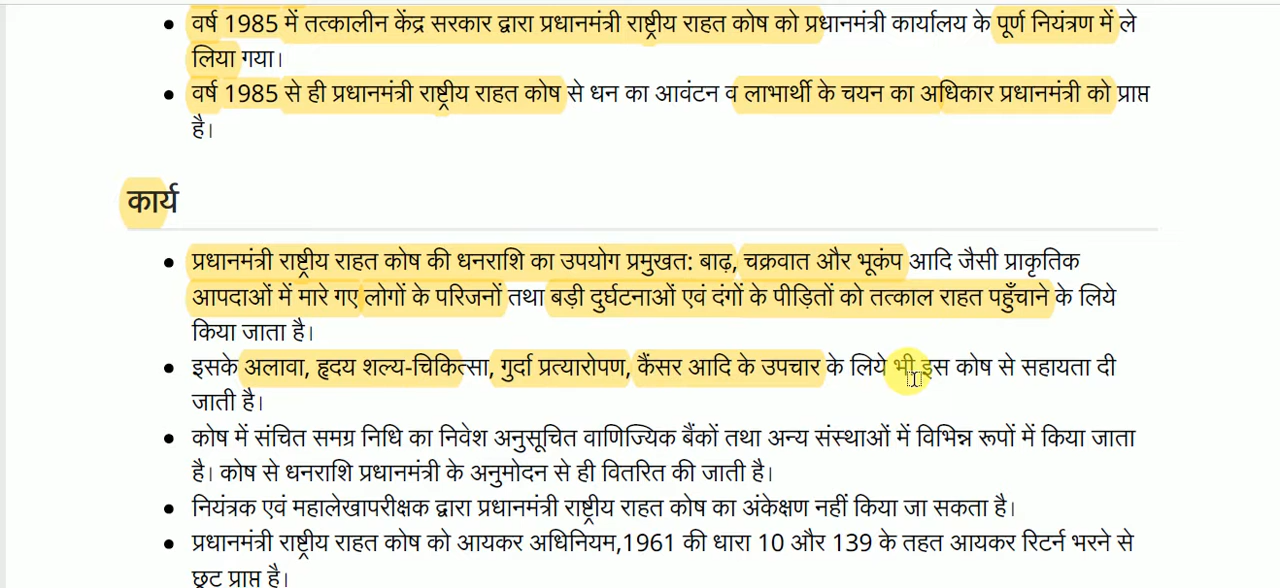 वर्ष 1985 में तत्कालीन केंद्र सरकार द्वारा प्रधानमंत्री राष्ट्रीय राहत कोष को प्रधानमंत्री कार्यालय के पूर्ण नियंत्रण में ले
लिया गया।
वर्ष 1985 से ही प्रधानमंत्री राष्ट्रीय राहत कोष से धन का आवंटन व लाभार्थी के चयन का अधिकार प्रधानमंत्री को प्राप्त
है।
कार्य
प्रधानमंत्री राष्ट्रीय राहत कोष की धनराशि का उपयोग प्रमुखत: बाढ़, चक्रवात और भूकंप आदि जैसी प्राकृतिक
आपदाओं में मारे गए लोगों के परिजनों तथा बड़ी दुर्घटनाओं एवं दंगों के पीड़ितों को तत्काल राहत पहुँचाने के लिये
किया जाता है।
इसके अलावा, हृदय शल्य-चिकित्सा, गुर्दा प्रत्यारोपण, कैंसर आदि के उपचार के लिये भी इस कोष से सहायता दी
जाती है।
कोष में संचित समग्र निधि का निवेश अनुसूचित वाणिज्यिक बैंकों तथा अन्य संस्थाओं में विभिन्न रूपों में किया जाता
है। कोष से धनराशि प्रधानमंत्री के अनुमोदन से ही वितरित की जाती है।
नियंत्रक एवं महालेखापरीक्षक द्वारा प्रधानमंत्री राष्ट्रीय राहत कोष का अंकेक्षण नहीं किया जा सकता है।
प्रधानमंत्री राष्ट्रीय राहत कोष को आयकर अधिनियम,1961 की धारा 10 और 139 के तहत आयकर रिटर्न भरने से
छूट प्राप्त है।